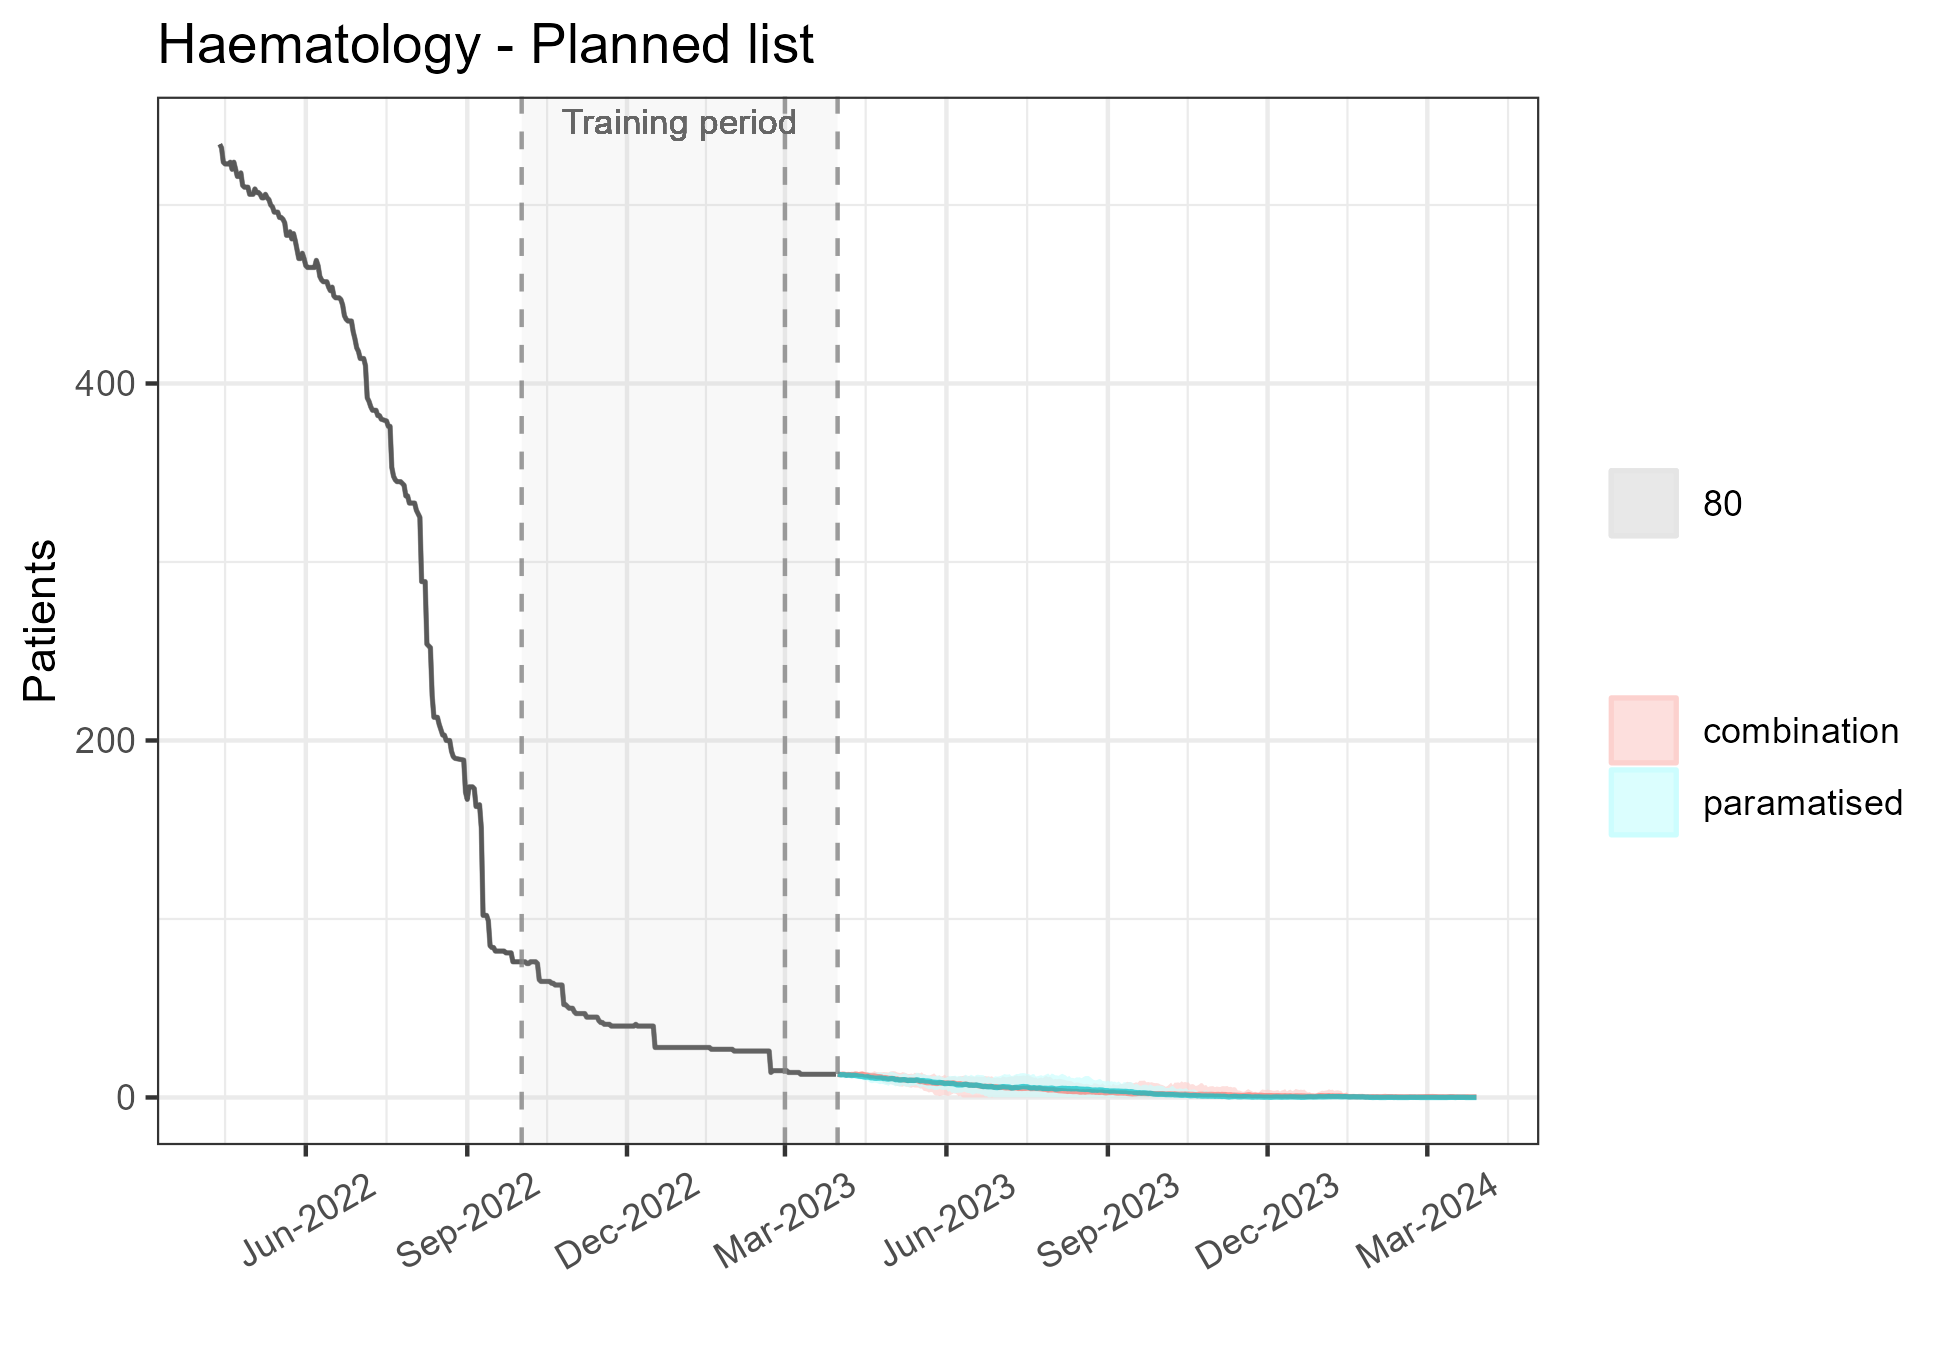 Haematology - Planned list
Training period
Patients
400
200
0
Jun-2022
Sep-2022
Dec-2022
Mar-2023
Jun-2023
Sep-2023
Dec-2023
Mar-2024
80
combination
paramatised